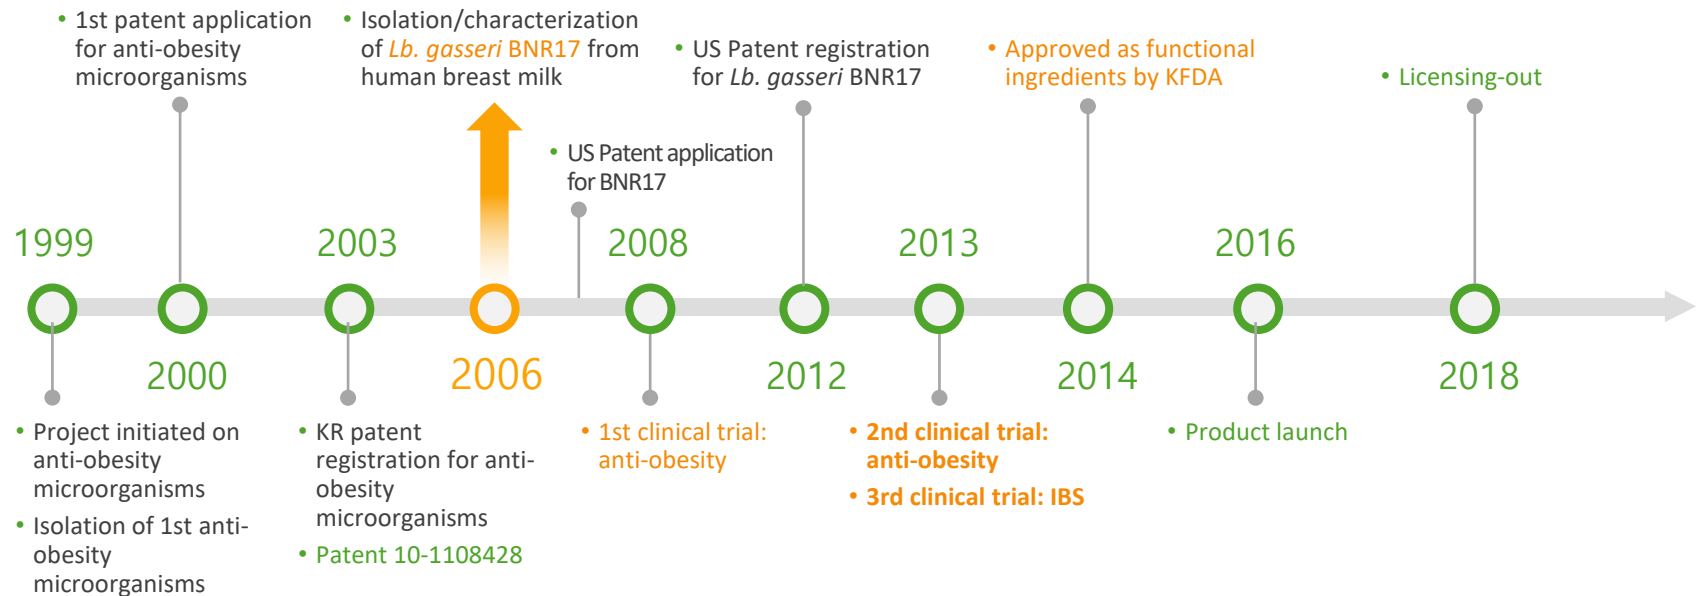 • 1st patent application
for anti-obesity
microorganisms
• Isolation/characterization
of Lb. gasseri BNR17 from
human breast milk
• US Patent application
for BNR17
• US Patent registration
for Lb. gasseri BNR17
• Approved as functional
ingredients by KFDA
• Licensing-out
1999
2003
2008
2013
2016
2000
2006
2012
2014
2018
• Project initiated on
anti-obesity
microorganisms
• Isolation of 1st anti-
obesity
microorganisms
• KR patent
registration for anti-
obesity
microorganisms
• Patent 10-1108428
• 1st clinical trial:
anti-obesity
• 2nd clinical trial:
anti-obesity
• 3rd clinical trial: IBS
• Product launch